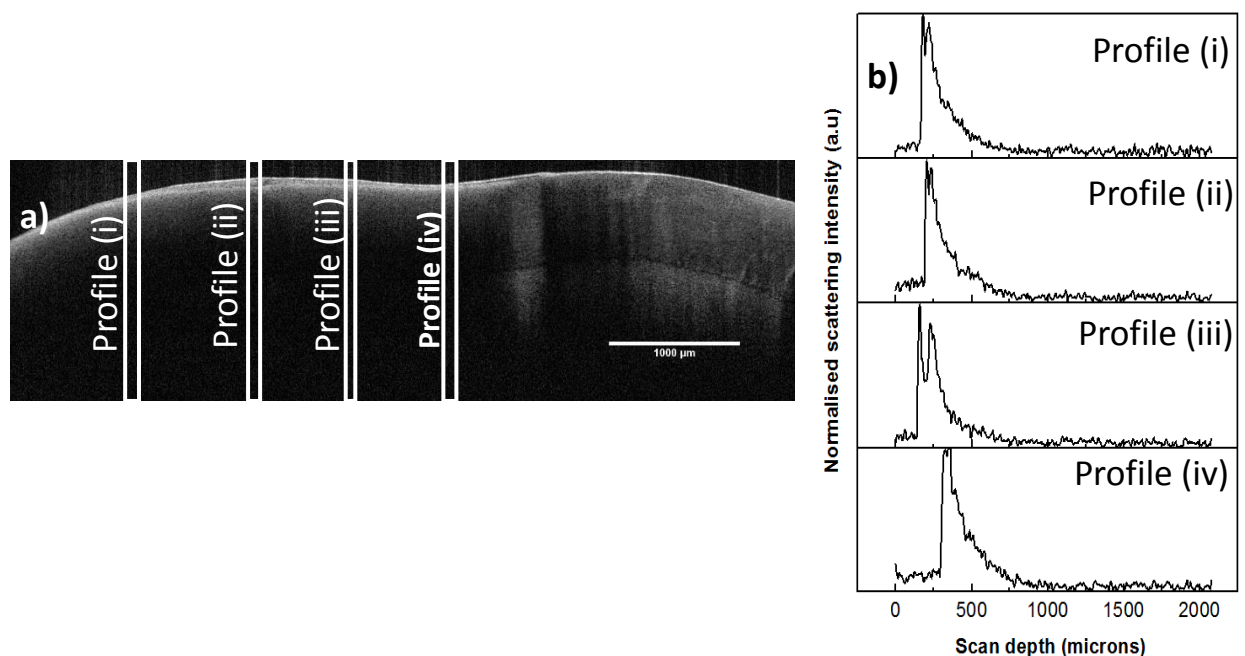 a)
Profile (i)
Profile (ii)
Profile (iii)
Profile (iv)
1000 µm
b)
Profile (i)
Profile (ii)
Profile (iii)
Profile (iv)
Normalised scattering intensity (a.u)
0 500 1000 1500 2000
Scan depth (microns)